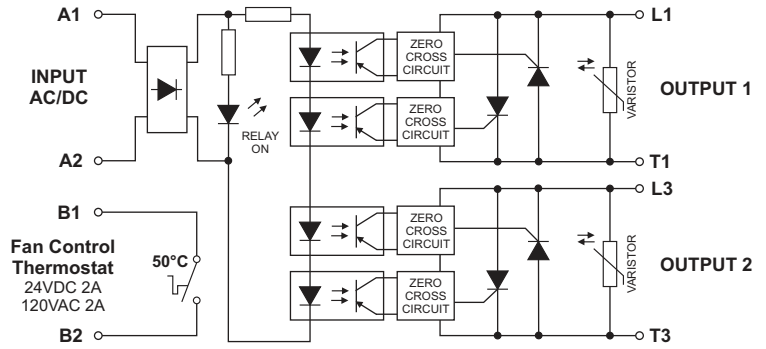 A1
INPUT
AC/DC
A2
RELAY
ON
ZERO
CROSS
CIRCUIT
ZERO
CROSS
CIRCUIT
L1
VARISTOR
OUTPUT 1
T1
B1
Fan Control
Thermostat
24VDC 2A
120VAC 2A
B2
50°C
ZERO
CROSS
CIRCUIT
ZERO
CROSS
CIRCUIT
L3
VARISTOR
OUTPUT 2
T3